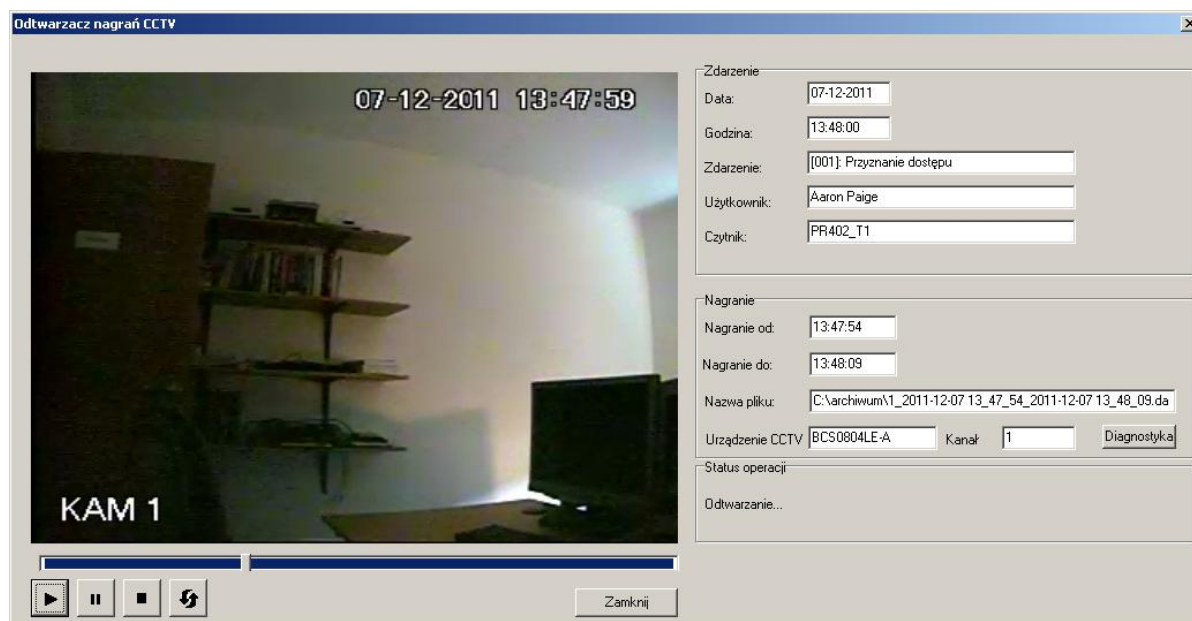 Odtwarzacz nagrań CCTV
07-12-2011 13:47:59
KAM 1
Zamknij
Zdarzenie
Data: 07-12-2011
Godzina: 13:48:00
Zdarzenie: [001]: Przyznanie dostępu
Użytkownik: Aaron Paige
Czytnik: PR402_T1
Nagranie
Nagranie od: 13:47:54
Nagranie do: 13:48:09
Nazwa pliku: C:\archiwum\1_2011-12-07 13_47_54_2011-12-07 13_48_09.da
Urządzenie CCTV BCS0804LE-A Kanał 1 Diagnostyka
Status operacji
Odtwarzanie...